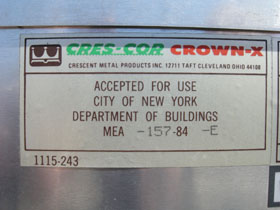 CRES-COR CROWN-X
CRESCENT METAL PRODUCTS INC. 12711 TAFT CLEVELAND OHIO 44108
ACCEPTED FOR USE
CITY OF NEW YORK
DEPARTMENT OF BUILDINGS
MEA -157-84 -E
1115-243